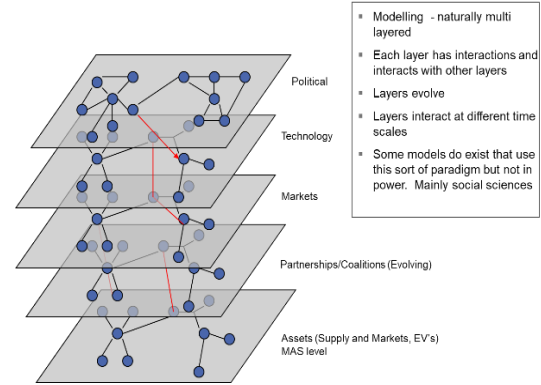 Political
Technology
Markets
Partnerships/Coalitions (Evolving)
Assets (Supply and Markets, EV's)
MAS level
Modelling - naturally multi
layered
Each layer has interactions and
interacts with other layers
Layers evolve
Layers interact at different time
scales
Some models do exist that use
this sort of paradigm but not in
power. Mainly social sciences